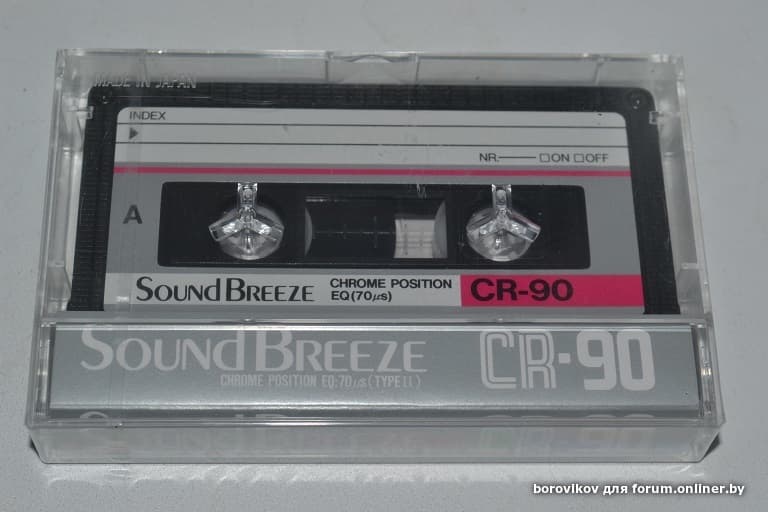 MADE IN JAPAN
INDEX
NR. ☐ON ☐OFF
A
SOUND BREEZE CHROME POSITION EQ(70µs) CR-90
SOUND BREEZE CR-90
CHROME POSITION EQ:70µs(TYPE II)
borovikov для forum.onliner.by